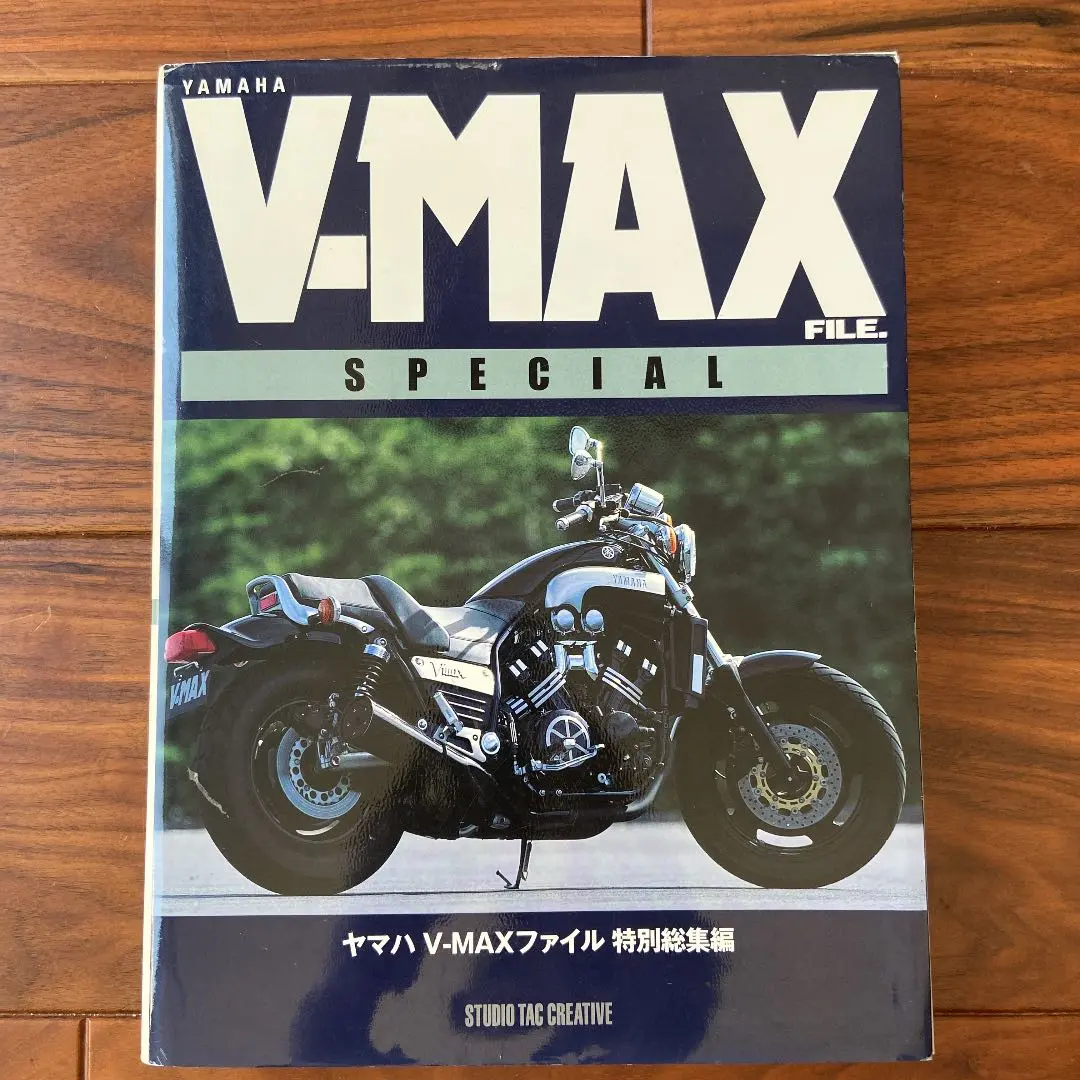 YAMAHA
V-MAX
FILE.
SPECIAL
YAMAHA
Vmax
V-MAX
ヤマハ V-MAXファイル 特別総集編
STUDIO TAC CREATIVE